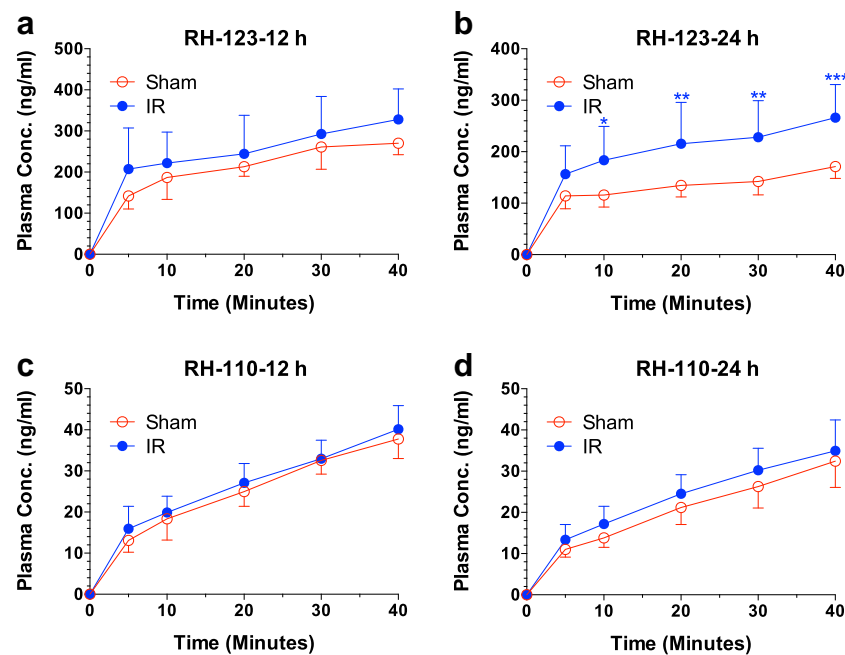 a
RH-123-12 h
Plasma Conc. (ng/ml)
500
400
300
200
100
0
Sham
IR
0 10 20 30 40
Time (Minutes)
b
RH-123-24 h
Plasma Conc. (ng/ml)
400
300
200
100
0
Sham
IR
* ** ** ***
0 10 20 30 40
Time (Minutes)
c
RH-110-12 h
Plasma Conc. (ng/ml)
50
40
30
20
10
0
Sham
IR
0 10 20 30 40
Time (Minutes)
d
RH-110-24 h
Plasma Conc. (ng/ml)
50
40
30
20
10
0
Sham
IR
0 10 20 30 40
Time (Minutes)